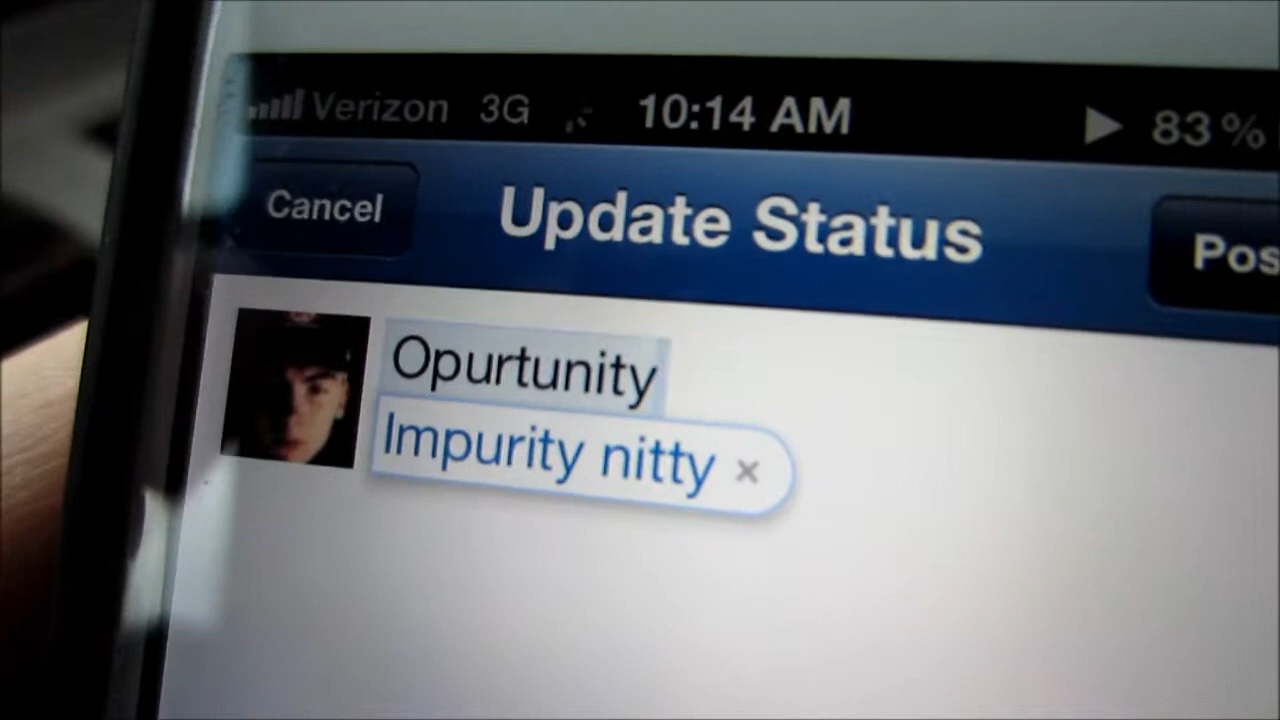 Verizon 3G 10:14 AM 83%
Cancel Update Status Pos
Opurtunity
Impurity nitty ×